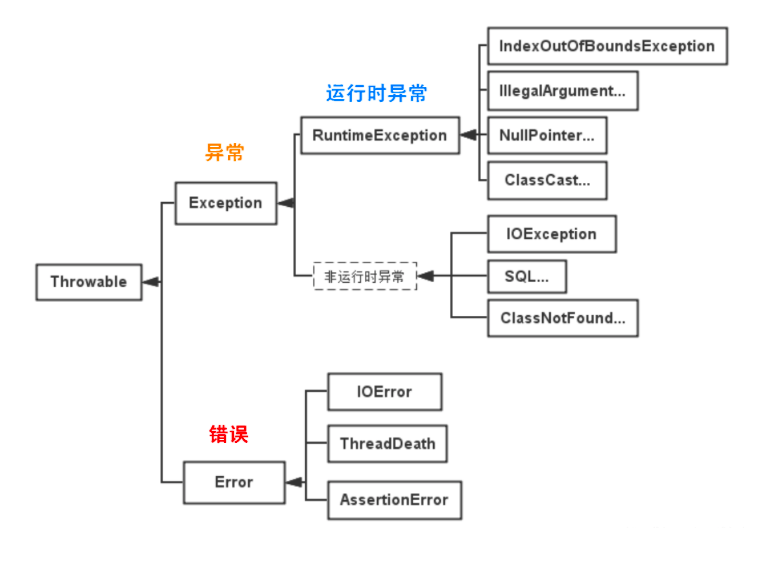 IndexOutOfBoundsException
运行时异常
IllegalArgument...
RuntimeException
NullPointer...
异常
ClassCast...
Exception
IOException
Throwable
非运行时异常
SQL...
ClassNotFound...
IOError
错误
ThreadDeath
Error
AssertionError